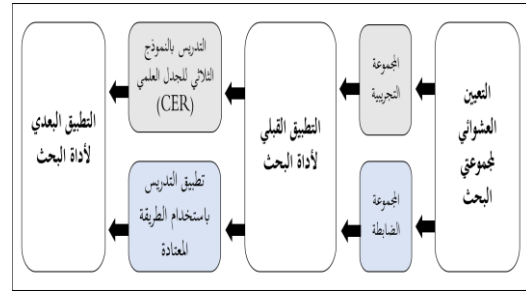 التعيين
العشوائي
لمجموعتي
البحث
المجموعة
التجريبية
المجموعة
الضابطة
التطبيق القبلي
لأداة البحث
التدريس بالنموذج
الثلاثي للجدل العلمي
(CER)
تطبيق التدريس
باستخدام الطريقة
المعتادة
التطبيق البعدي
لأداة البحث